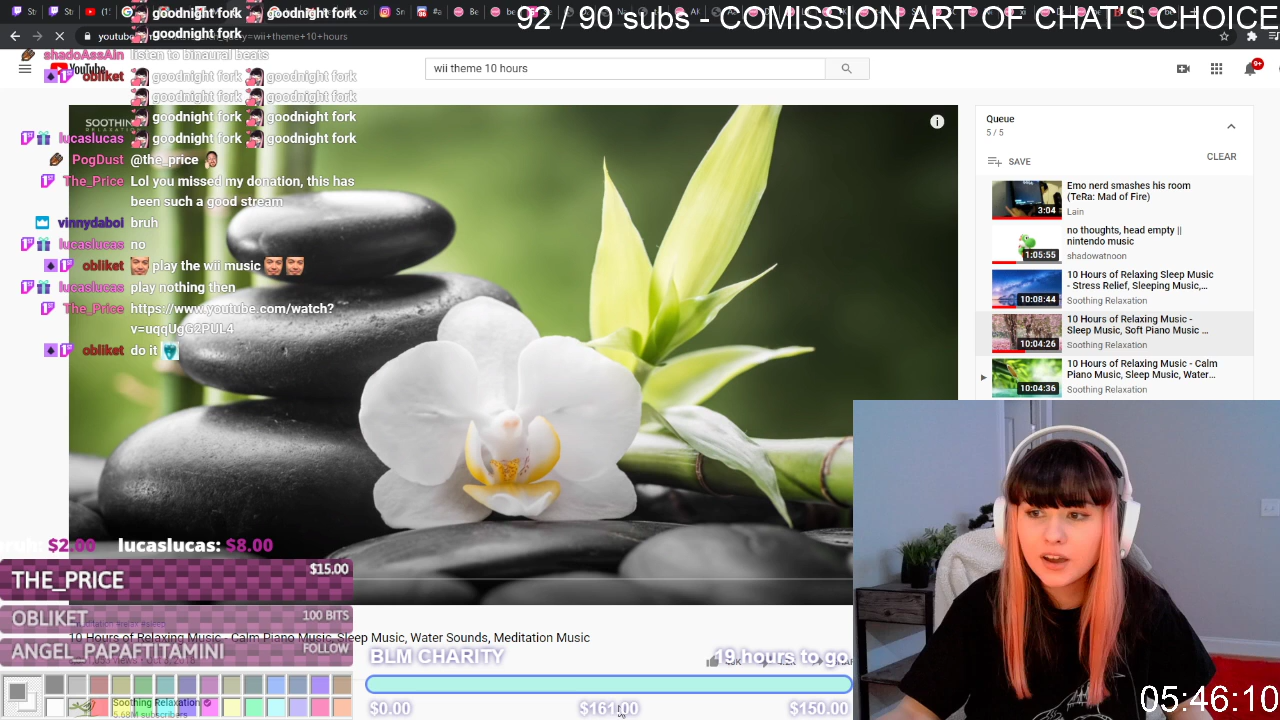 92 / 90 subs - COMISSION ART OF CHAT'S CHOICE
goodnight fork goodnight fork
goodnight fork
shadoAssAin listen to binaural beats
obliket goodnight fork goodnight fork
goodnight fork goodnight fork
goodnight fork goodnight fork
lucaslucas goodnight fork goodnight fork
PogDust @the_price
The_Price Lol you missed my donation, this has
been such a good stream
vinnydaboi bruh
lucaslucas no
obliket play the wii music
lucaslucas play nothing then
The_Price https://www.youtube.com/watch?
v=uqqUgG2PUL4
obliket do it
YouTube
wii theme 10 hours
9+
SOOTHING
RELAXATION
Queue
5 / 5
SAVE
CLEAR
Emo nerd smashes his room
(TeRa: Mad of Fire)
Lain
3:04
no thoughts, head empty ||
nintendo music
shadowatnoon
1:05:55
10 Hours of Relaxing Sleep Music
- Stress Relief, Sleeping Music,...
Soothing Relaxation
10:08:44
10 Hours of Relaxing Music -
Sleep Music, Soft Piano Music ...
Soothing Relaxation
10:04:26
10 Hours of Relaxing Music - Calm
Piano Music, Sleep Music, Water...
Soothing Relaxation
10:04:36
$2.00 lucaslucas: $8.00
THE_PRICE $15.00
OBLIKET 100 BITS
ANGEL_PAPAFTITAMINI FOLLOW
10 Hours of Relaxing Music - Calm Piano Music, Sleep Music, Water Sounds, Meditation Music
BLM CHARITY 19 hours to go
$0.00 $161.00 $150.00
Soothing Relaxation
5.68M subscribers
05:46:10